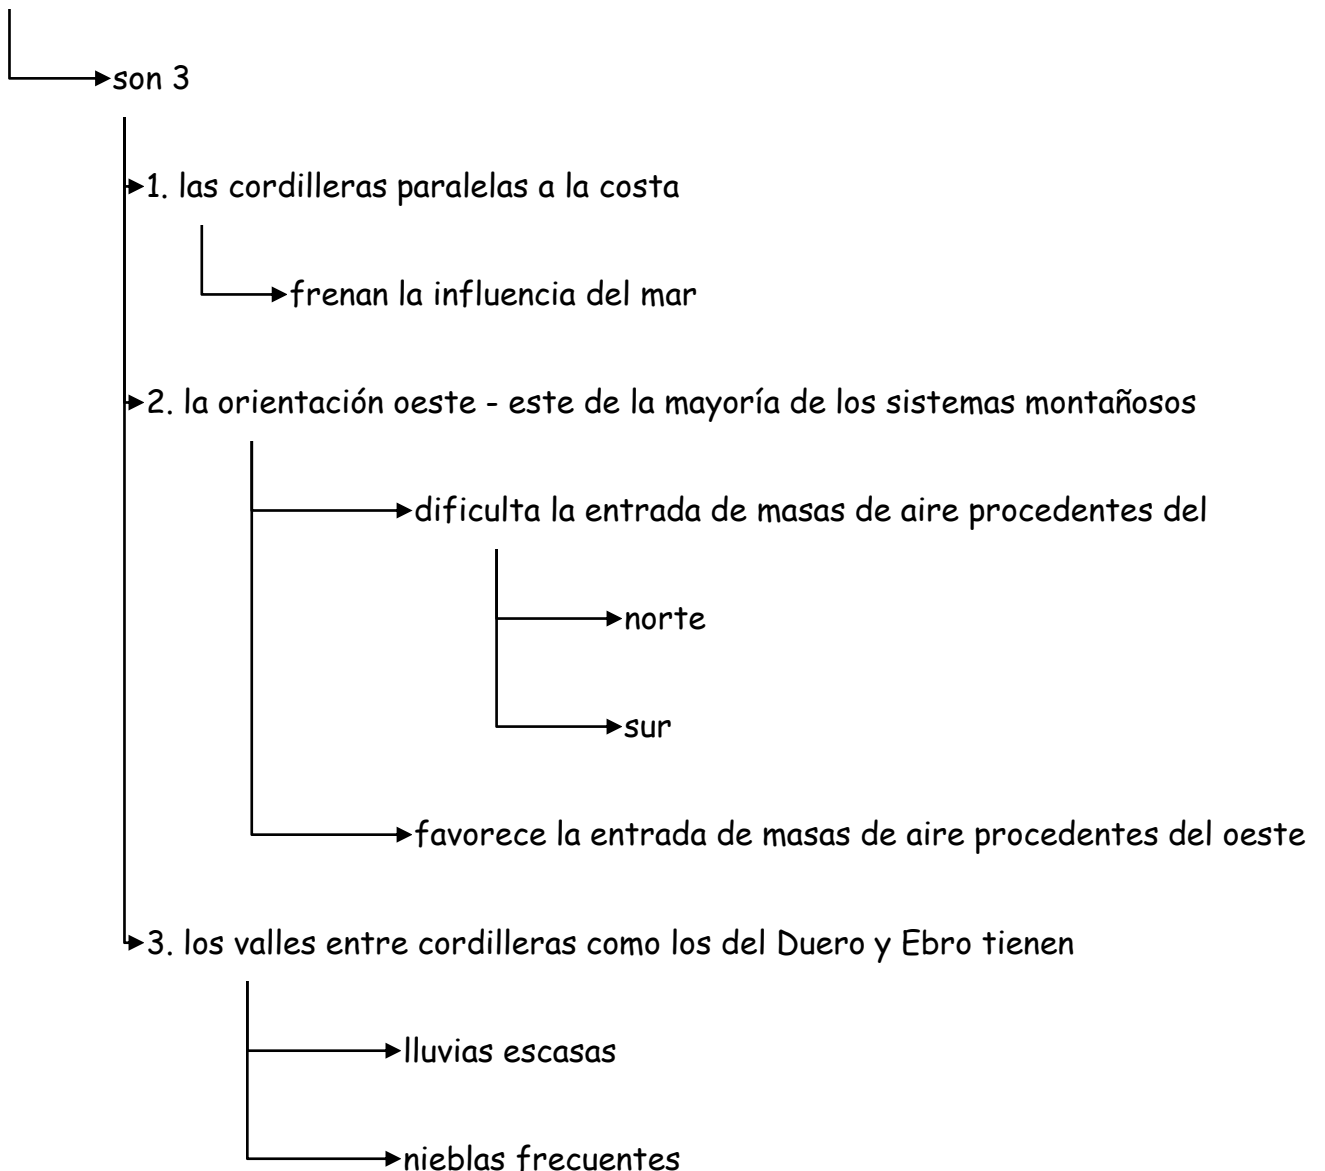 son 3
1. las cordilleras paralelas a la costa
frenan la influencia del mar
2. la orientación oeste - este de la mayoría de los sistemas montañosos
dificulta la entrada de masas de aire procedentes del
norte
sur
favorece la entrada de masas de aire procedentes del oeste
3. los valles entre cordilleras como los del Duero y Ebro tienen
lluvias escasas
nieblas frecuentes